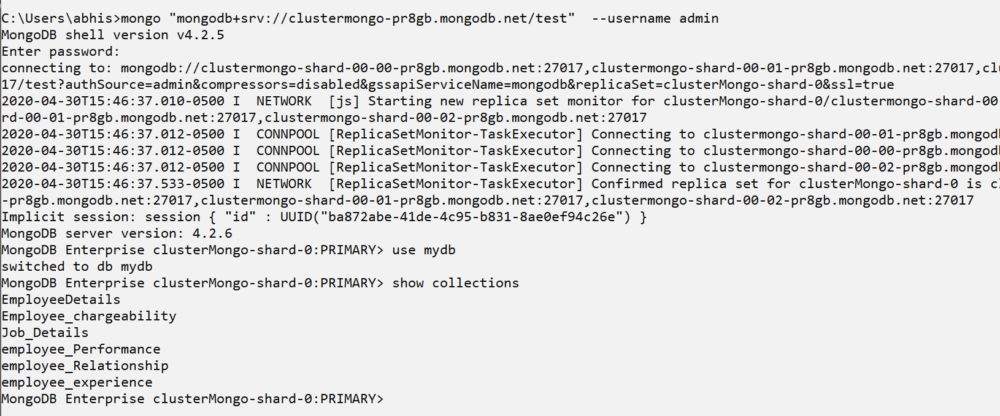 C:\Users\abhis>mongo "mongodb+srv://clustermongo-pr8gb.mongodb.net/test"  --username admin
MongoDB shell version v4.2.5
Enter password:
connecting to: mongodb://clustermongo-shard-00-00-pr8gb.mongodb.net:27017,clustermongo-shard-00-01-pr8gb.mongodb.net:27017,clu
17/test?authSource=admin&compressors=disabled&gssapiServiceName=mongodb&replicaSet=clusterMongo-shard-0&ssl=true
2020-04-30T15:46:37.010-0500 I  NETWORK  [js] Starting new replica set monitor for clusterMongo-shard-0/clustermongo-shard-00
rd-00-01-pr8gb.mongodb.net:27017,clustermongo-shard-00-02-pr8gb.mongodb.net:27017
2020-04-30T15:46:37.012-0500 I  CONNPOOL [ReplicaSetMonitor-TaskExecutor] Connecting to clustermongo-shard-00-01-pr8gb.mongod
2020-04-30T15:46:37.012-0500 I  CONNPOOL [ReplicaSetMonitor-TaskExecutor] Connecting to clustermongo-shard-00-00-pr8gb.mongod
2020-04-30T15:46:37.012-0500 I  CONNPOOL [ReplicaSetMonitor-TaskExecutor] Connecting to clustermongo-shard-00-02-pr8gb.mongod
2020-04-30T15:46:37.533-0500 I  NETWORK  [ReplicaSetMonitor-TaskExecutor] Confirmed replica set for clusterMongo-shard-0 is cl
-pr8gb.mongodb.net:27017,clustermongo-shard-00-01-pr8gb.mongodb.net:27017,clustermongo-shard-00-02-pr8gb.mongodb.net:27017
Implicit session: session { "id" : UUID("ba872abe-41de-4c95-b831-8ae0ef94c26e") }
MongoDB server version: 4.2.6
MongoDB Enterprise clusterMongo-shard-0:PRIMARY> use mydb
switched to db mydb
MongoDB Enterprise clusterMongo-shard-0:PRIMARY> show collections
EmployeeDetails
Employee_chargeability
Job_Details
employee_Performance
employee_Relationship
employee_experience
MongoDB Enterprise clusterMongo-shard-0:PRIMARY>